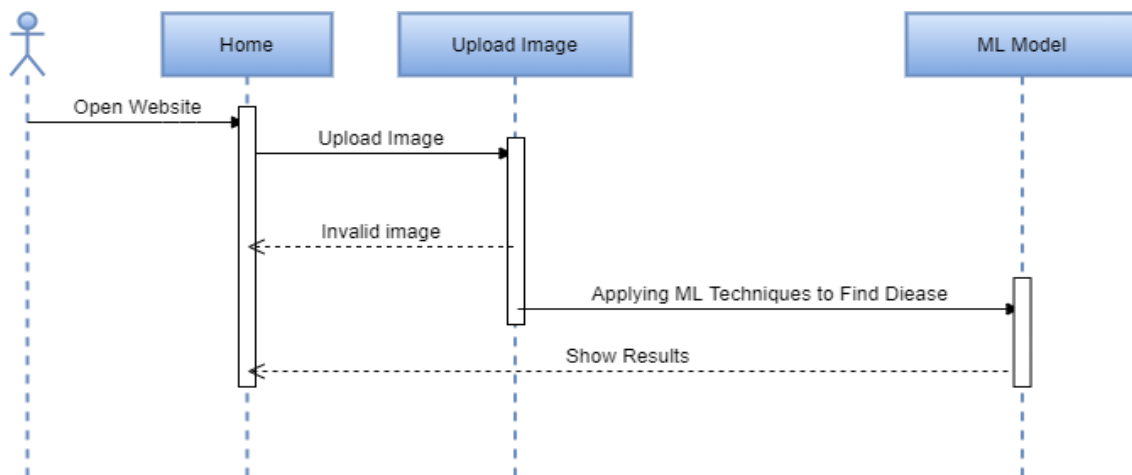 Home
Upload Image
ML Model
Open Website
Upload Image
Invalid image
Applying ML Techniques to Find Diease
Show Results